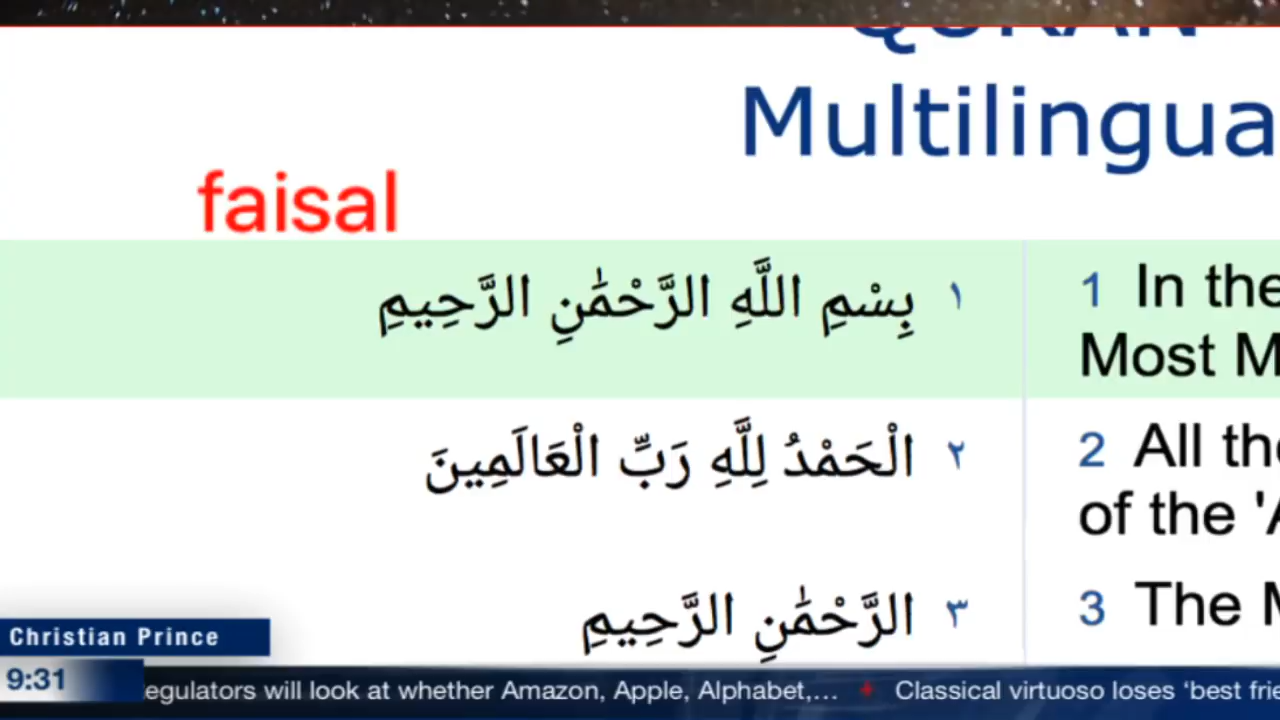 QURAN
Multilingua
faisal
١ بِسْمِ اللَّهِ الرَّحْمَٰنِ الرَّحِيمِ
1 In the
Most M
٢ الْحَمْدُ لِلَّهِ رَبِّ الْعَالَمِينَ
2 All the
of the 'A
٣ الرَّحْمَٰنِ الرَّحِيمِ
3 The M
Christian Prince
9:31
egulators will look at whether Amazon, Apple, Alphabet,... Classical virtuoso loses ‘best frie